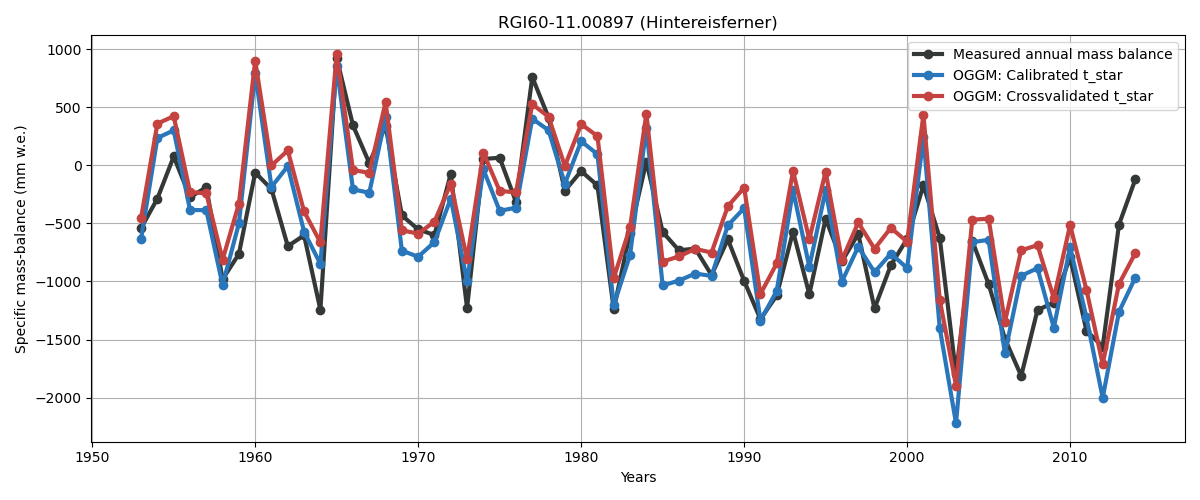 RGI60-11.00897 (Hintereisferner)
Measured annual mass balance
OGGM: Calibrated t_star
OGGM: Crossvalidated t_star
Specific mass-balance (mm w.e.)
1000
500
0
−500
−1000
−1500
−2000
1950 1960 1970 1980 1990 2000 2010
Years